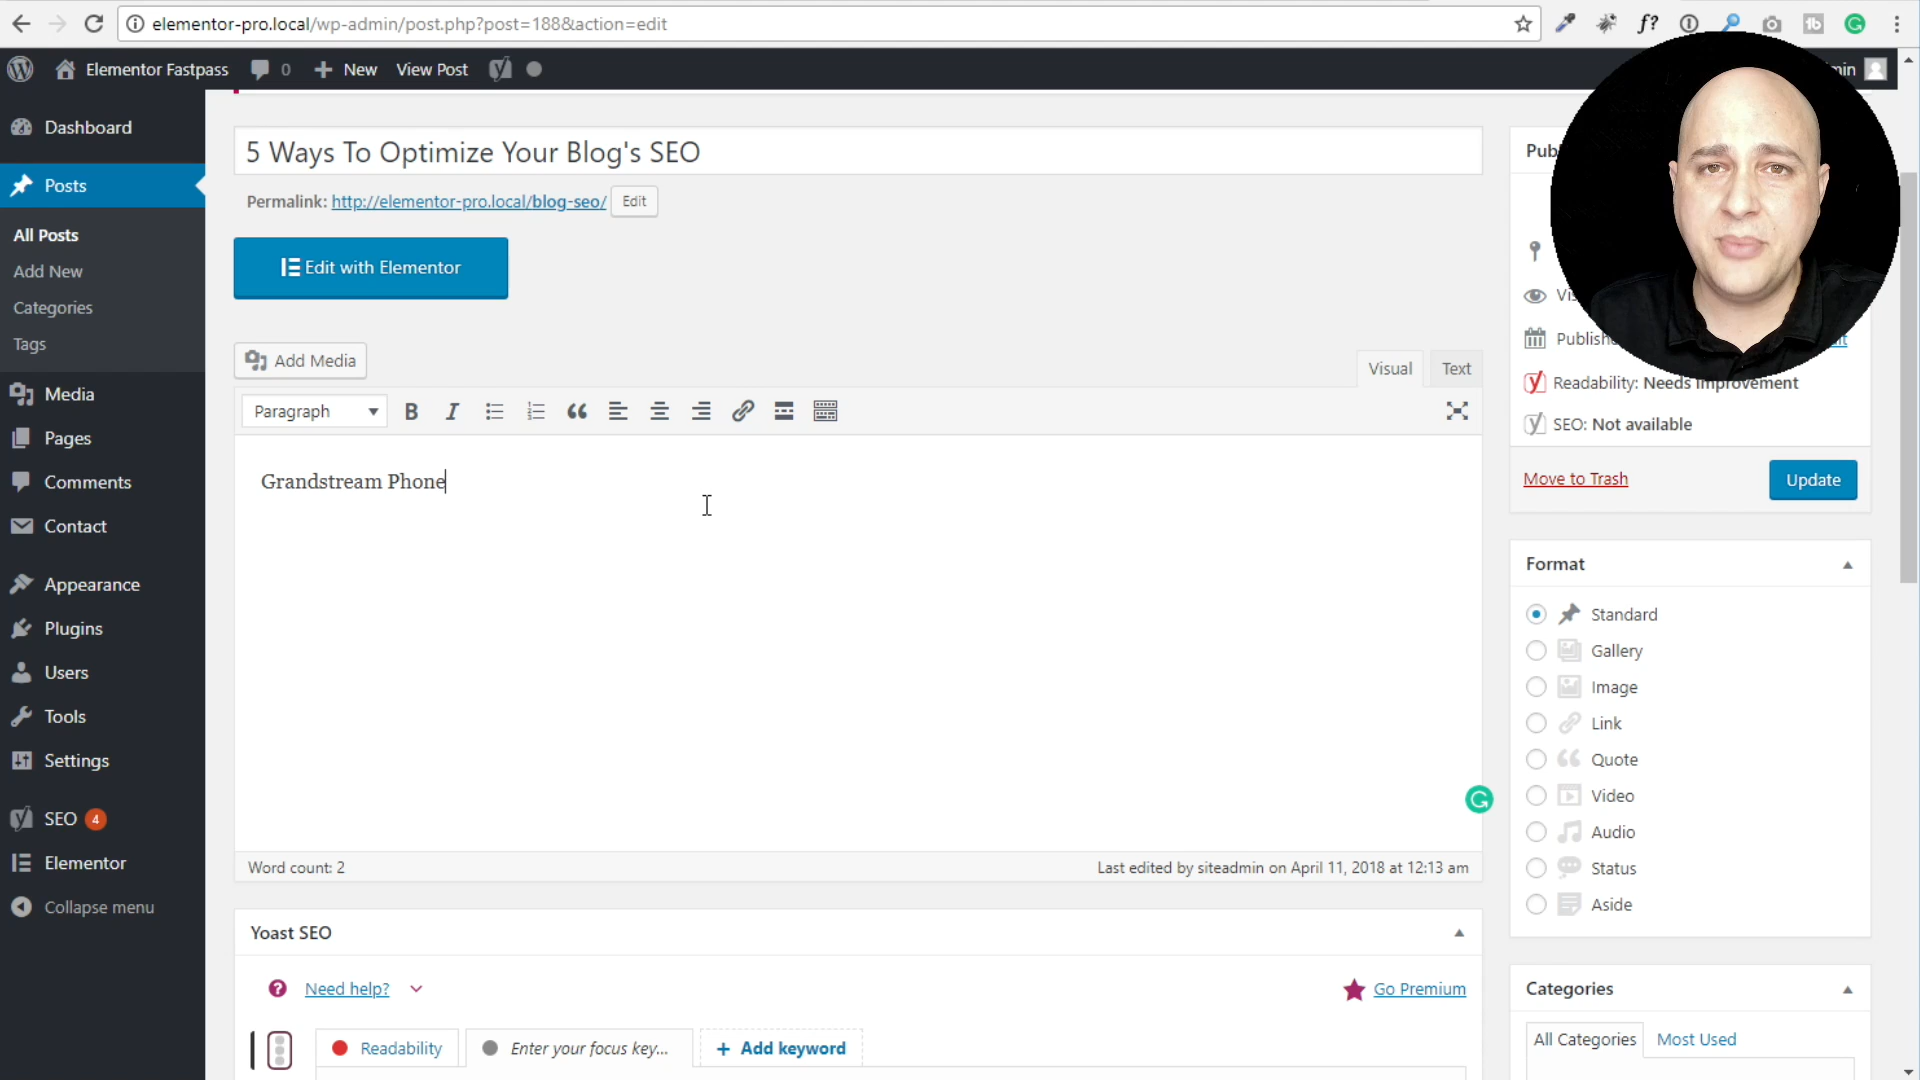 elementor-pro.local/wp-admin/post.php?post=188&action=edit
Elementor Fastpass 0 New View Post
Dashboard
Posts
All Posts
Add New
Categories
Tags
Media
Pages
Comments
Contact
Appearance
Plugins
Users
Tools
Settings
SEO 4
Elementor
Collapse menu
5 Ways To Optimize Your Blog's SEO
Permalink: http://elementor-pro.local/blog-seo/ Edit
Edit with Elementor
Add Media
Visual Text
Paragraph
Grandstream Phone
Word count: 2
Last edited by siteadmin on April 11, 2018 at 12:13 am
Yoast SEO
Need help?
Go Premium
Readability
Enter your focus key...
+ Add keyword
Readability: Needs improvement
SEO: Not available
Move to Trash
Update
Format
Standard
Gallery
Image
Link
Quote
Video
Audio
Status
Aside
Categories
All Categories Most Used